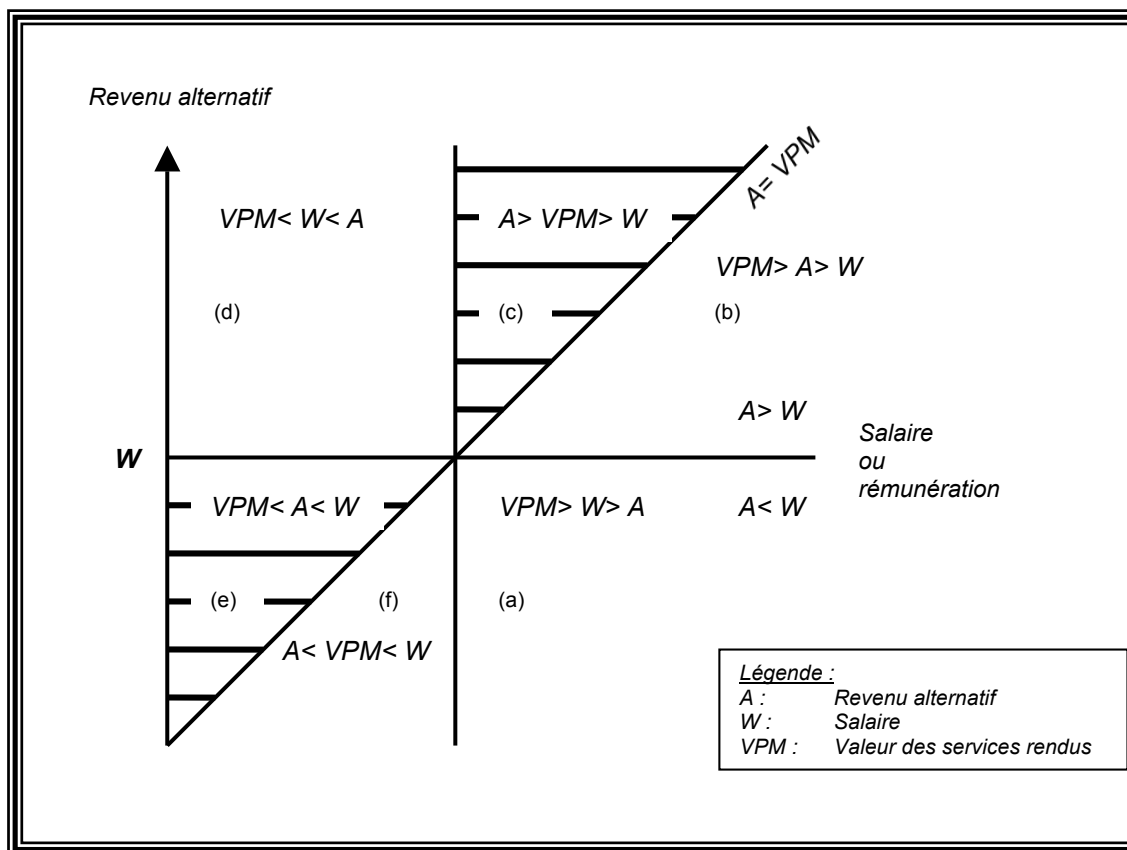 Revenu alternatif
A= VPM
VPM< W< A
A> VPM> W
VPM> A> W
(d)
(c)
(b)
A> W
Salaire
ou
rémunération
W
VPM< A< W
VPM> W> A
A< W
(e)
(f)
(a)
A< VPM< W
Légende :
A : Revenu alternatif
W : Salaire
VPM : Valeur des services rendus